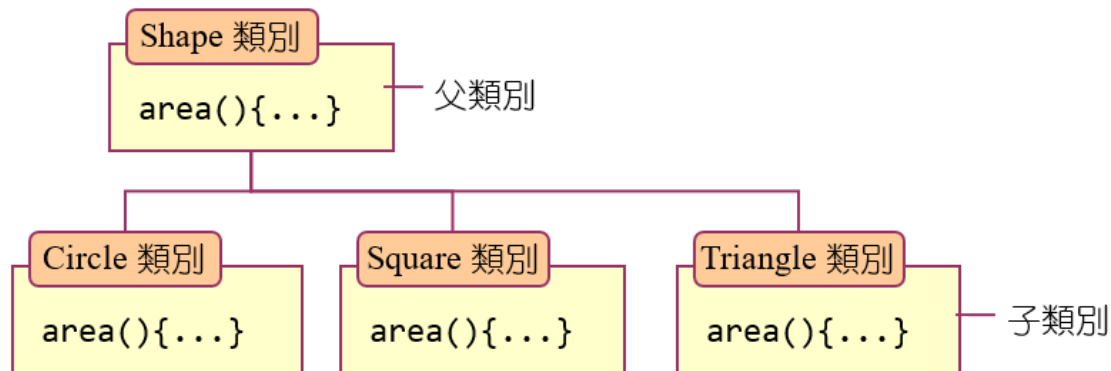 Shape 類別
area(){...}
父類別
Circle 類別
Square 類別
Triangle 類別
area(){...}
area(){...}
area(){...}
子類別